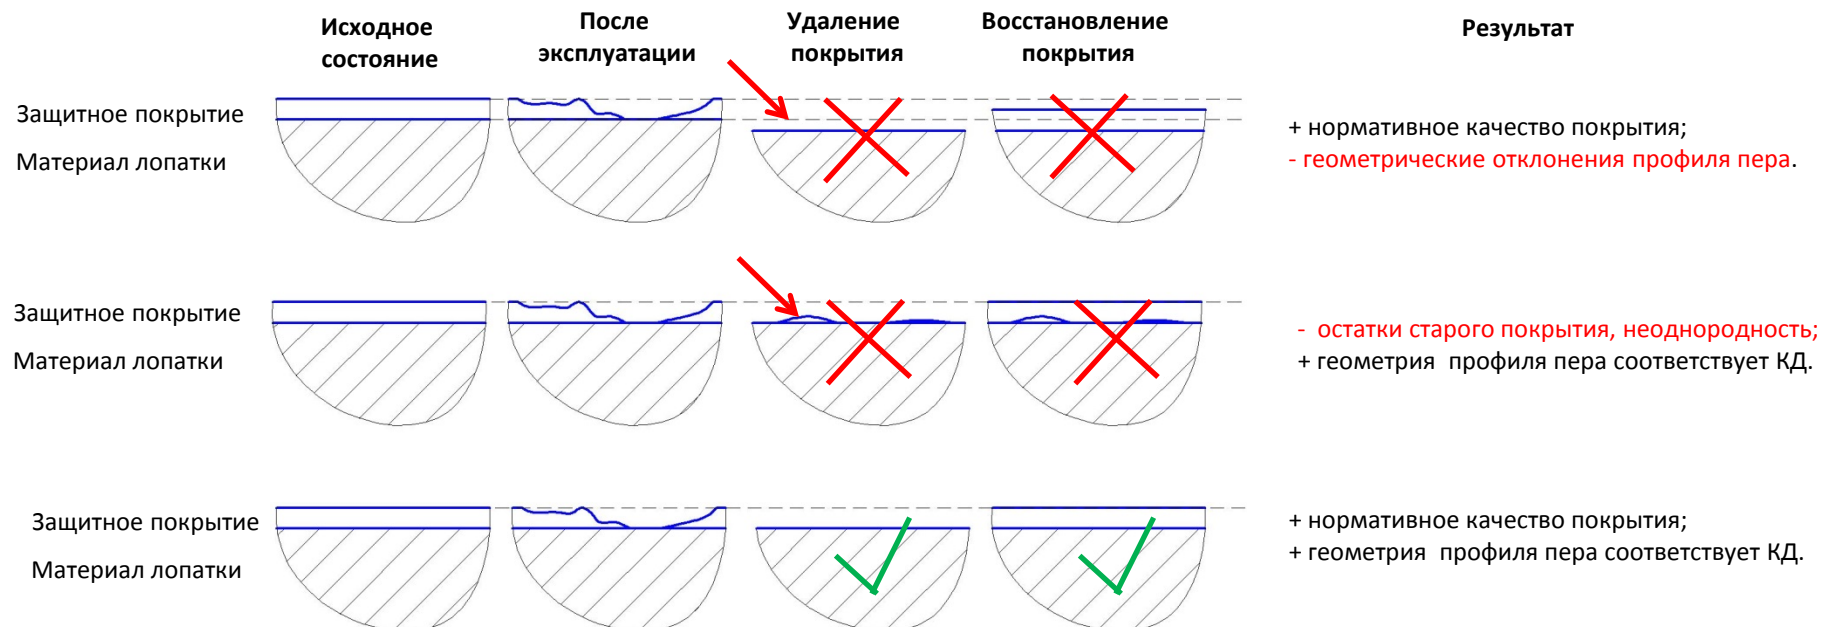 Исходное
состояние
После
эксплуатации
Удаление
покрытия
Восстановление
покрытия
Результат
Защитное покрытие
Материал лопатки
+ нормативное качество покрытия;
- геометрические отклонения профиля пера.
Защитное покрытие
Материал лопатки
- остатки старого покрытия, неоднородность;
+ геометрия профиля пера соответствует КД.
Защитное покрытие
Материал лопатки
+ нормативное качество покрытия;
+ геометрия профиля пера соответствует КД.